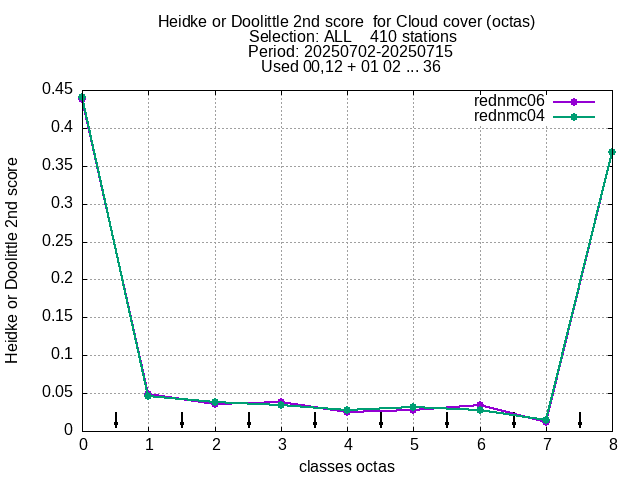 Heidke or Doolittle 2nd score  for Cloud cover (octas)
Selection: ALL    410 stations
Period: 20250702-20250715
Used 00,12 + 01 02 ... 36
rednmc06
rednmc04
0.45
0.4
0.35
0.3
0.25
0.2
0.15
0.1
0.05
0
Heidke or Doolittle 2nd score
0 1 2 3 4 5 6 7 8
classes octas